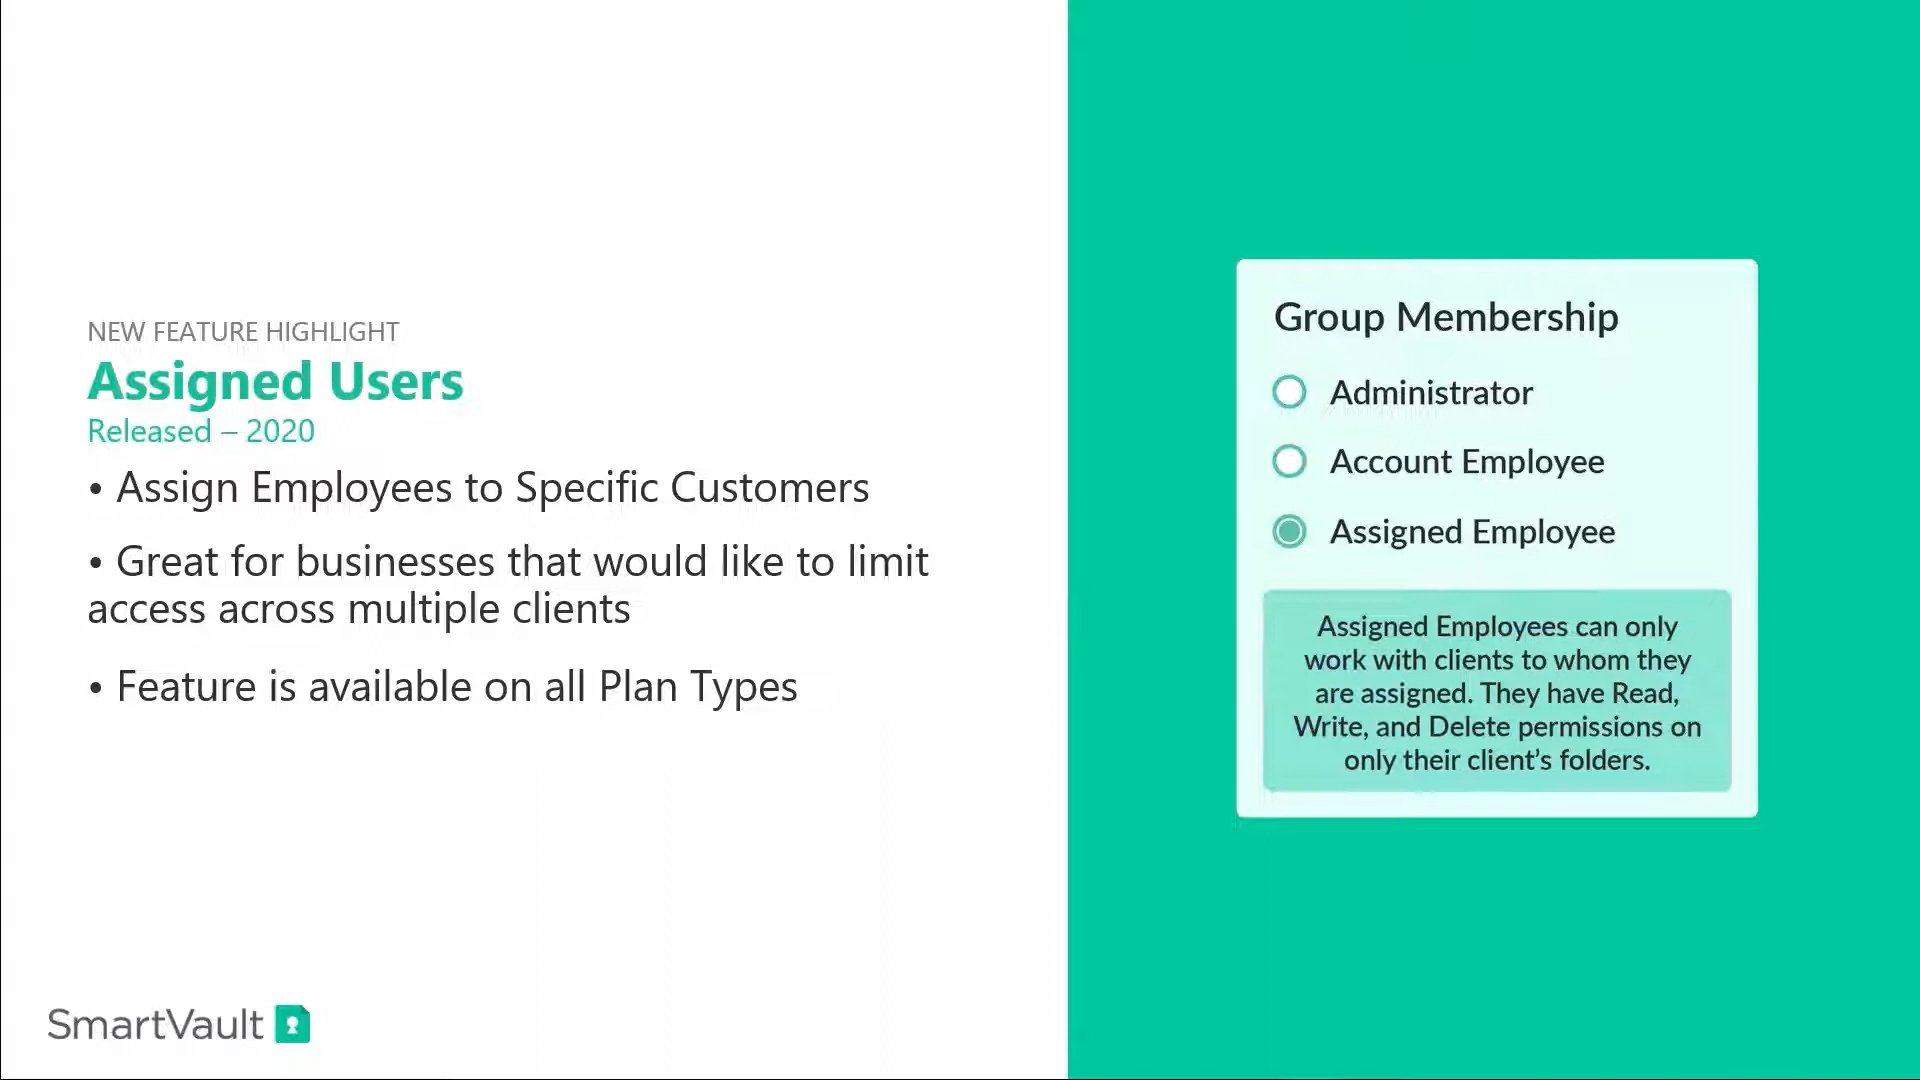 NEW FEATURE HIGHLIGHT
Assigned Users
Released – 2020
• Assign Employees to Specific Customers
• Great for businesses that would like to limit
access across multiple clients
• Feature is available on all Plan Types
SmartVault
Group Membership
Administrator
Account Employee
Assigned Employee
Assigned Employees can only
work with clients to whom they
are assigned. They have Read,
Write, and Delete permissions on
only their client’s folders.